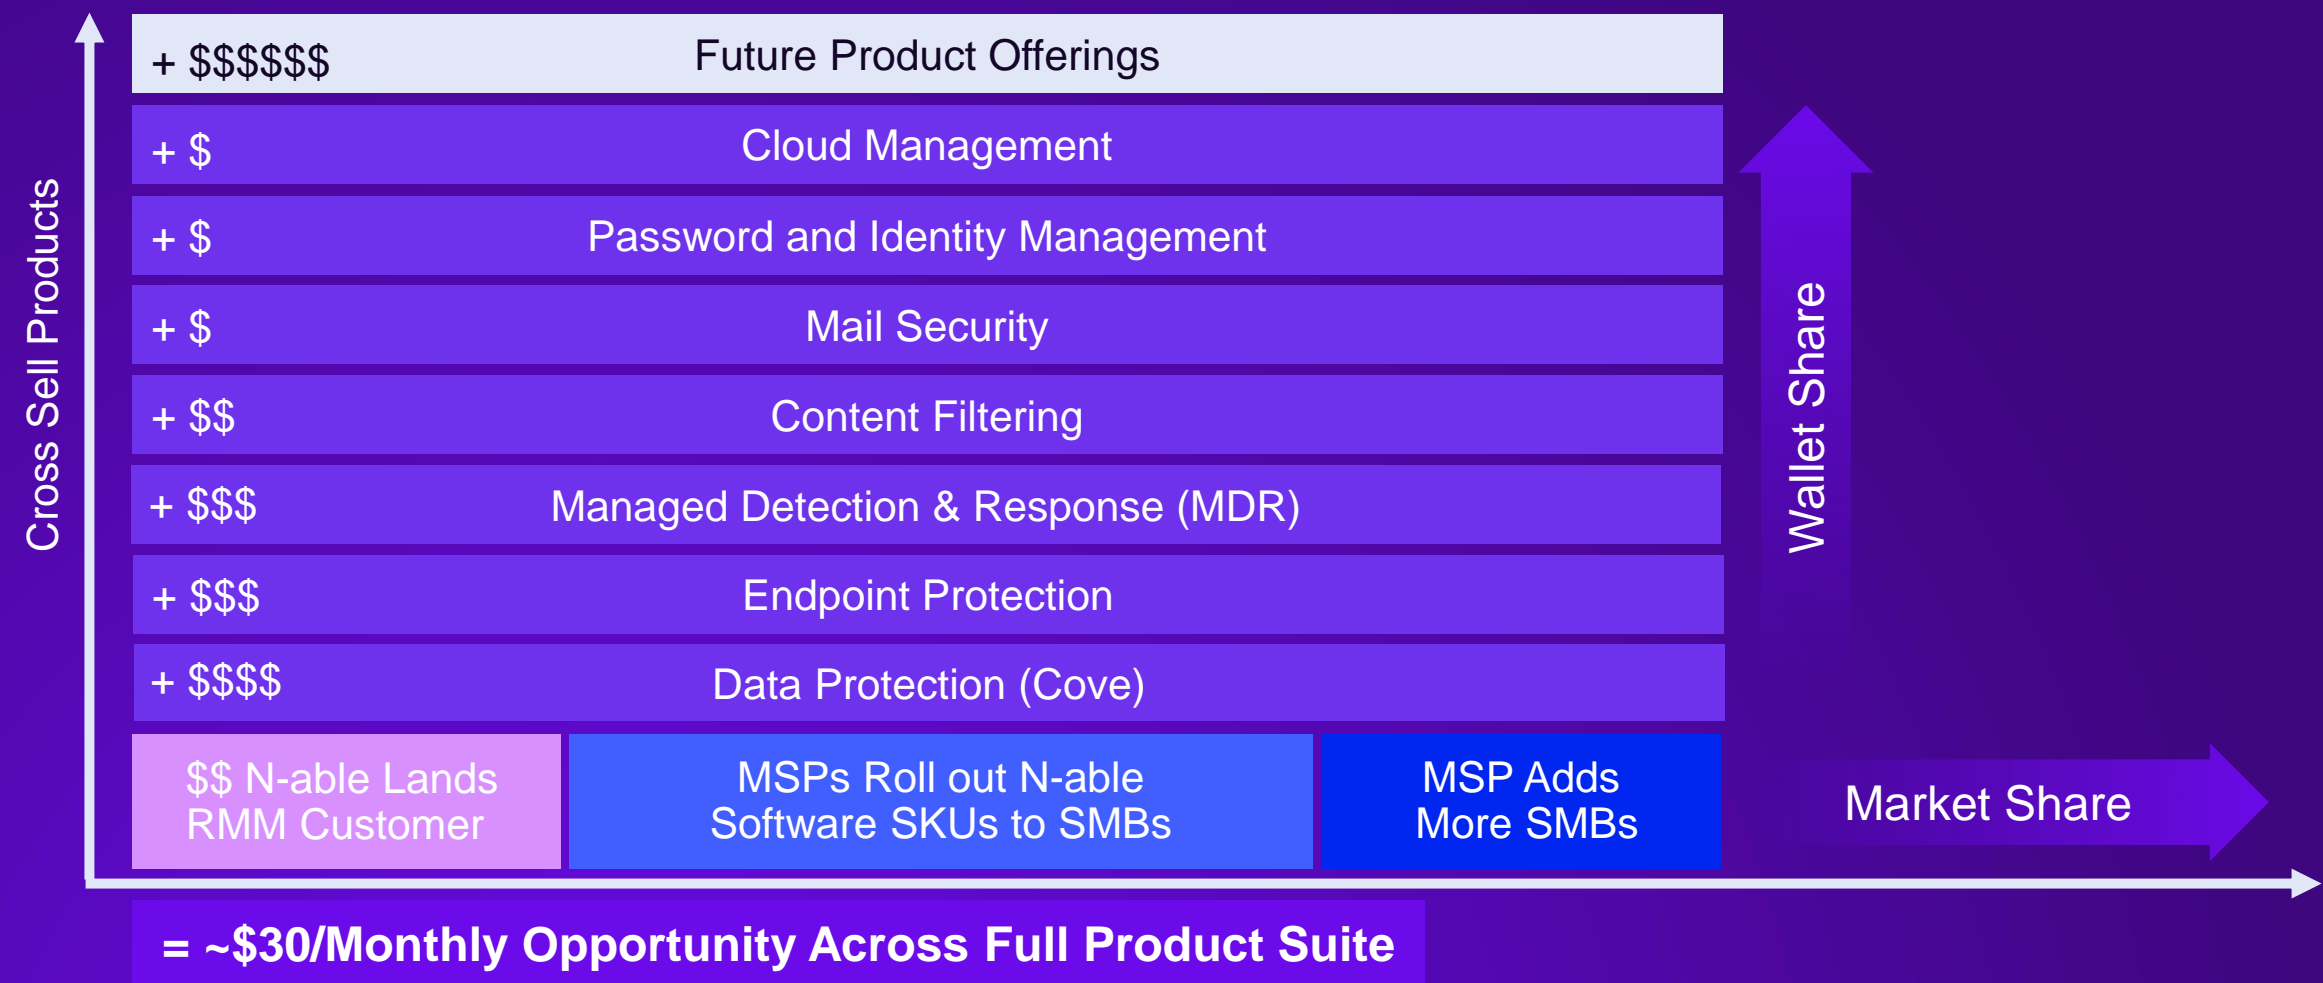 Cross Sell Products
+ $$$$$$ Future Product Offerings
+ $ Cloud Management
+ $ Password and Identity Management
+ $ Mail Security
+ $$ Content Filtering
+ $$$ Managed Detection & Response (MDR)
+ $$$ Endpoint Protection
+ $$$$ Data Protection (Cove)
Wallet Share
$$ N-able Lands
RMM Customer
MSPs Roll out N-able
Software SKUs to SMBs
MSP Adds
More SMBs
Market Share
= ~$30/Monthly Opportunity Across Full Product Suite